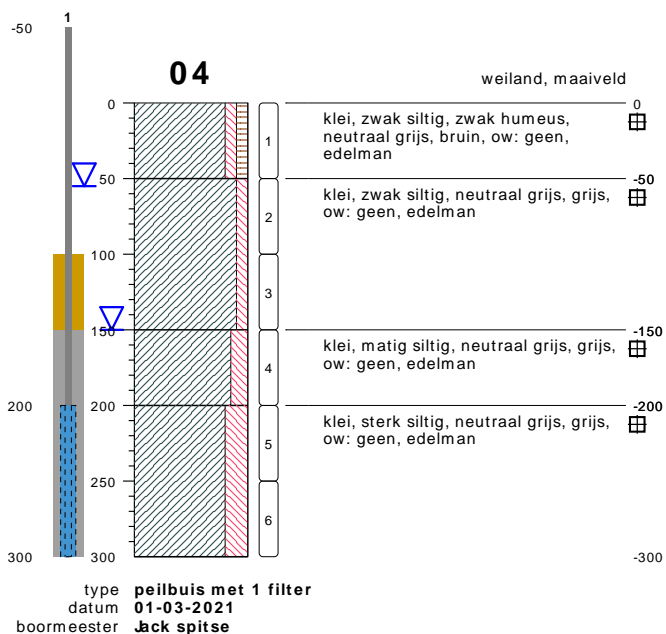 1
-50
04
weiland, maaiveld
0
0
klei, zwak siltig, zwak humeus,
neutraal grijs, bruin, ow: geen,
edelman
1
50
-50
klei, zwak siltig, neutraal grijs, grijs,
ow: geen, edelman
2
100
3
150
-150
klei, matig siltig, neutraal grijs, grijs,
ow: geen, edelman
4
200
200
-200
klei, sterk siltig, neutraal grijs, grijs,
ow: geen, edelman
5
250
6
300
300
-300
type peilbuis met 1 filter
datum 01-03-2021
boormeester Jack spitse